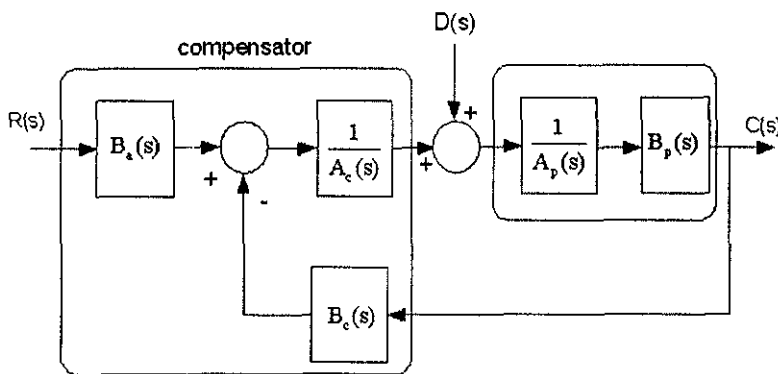 D(s)
compensator
R(s)
B_a(s)
1
A_c(s)
1
A_p(s)
B_p(s)
C(s)
+
+
+
-
B_c(s)